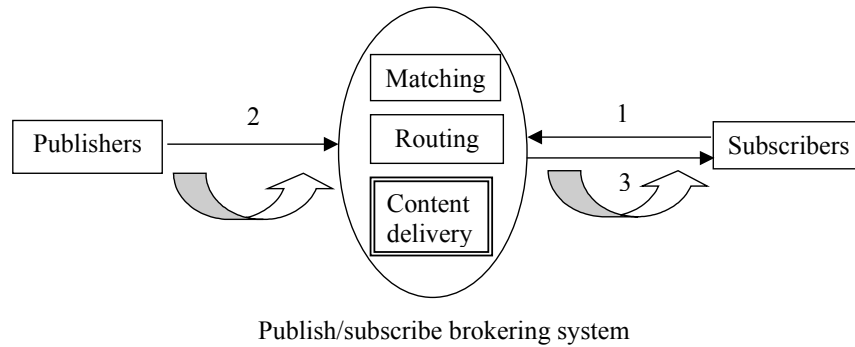 Matching
2
1
Publishers
Routing
Subscribers
3
Content
delivery
Publish/subscribe brokering system